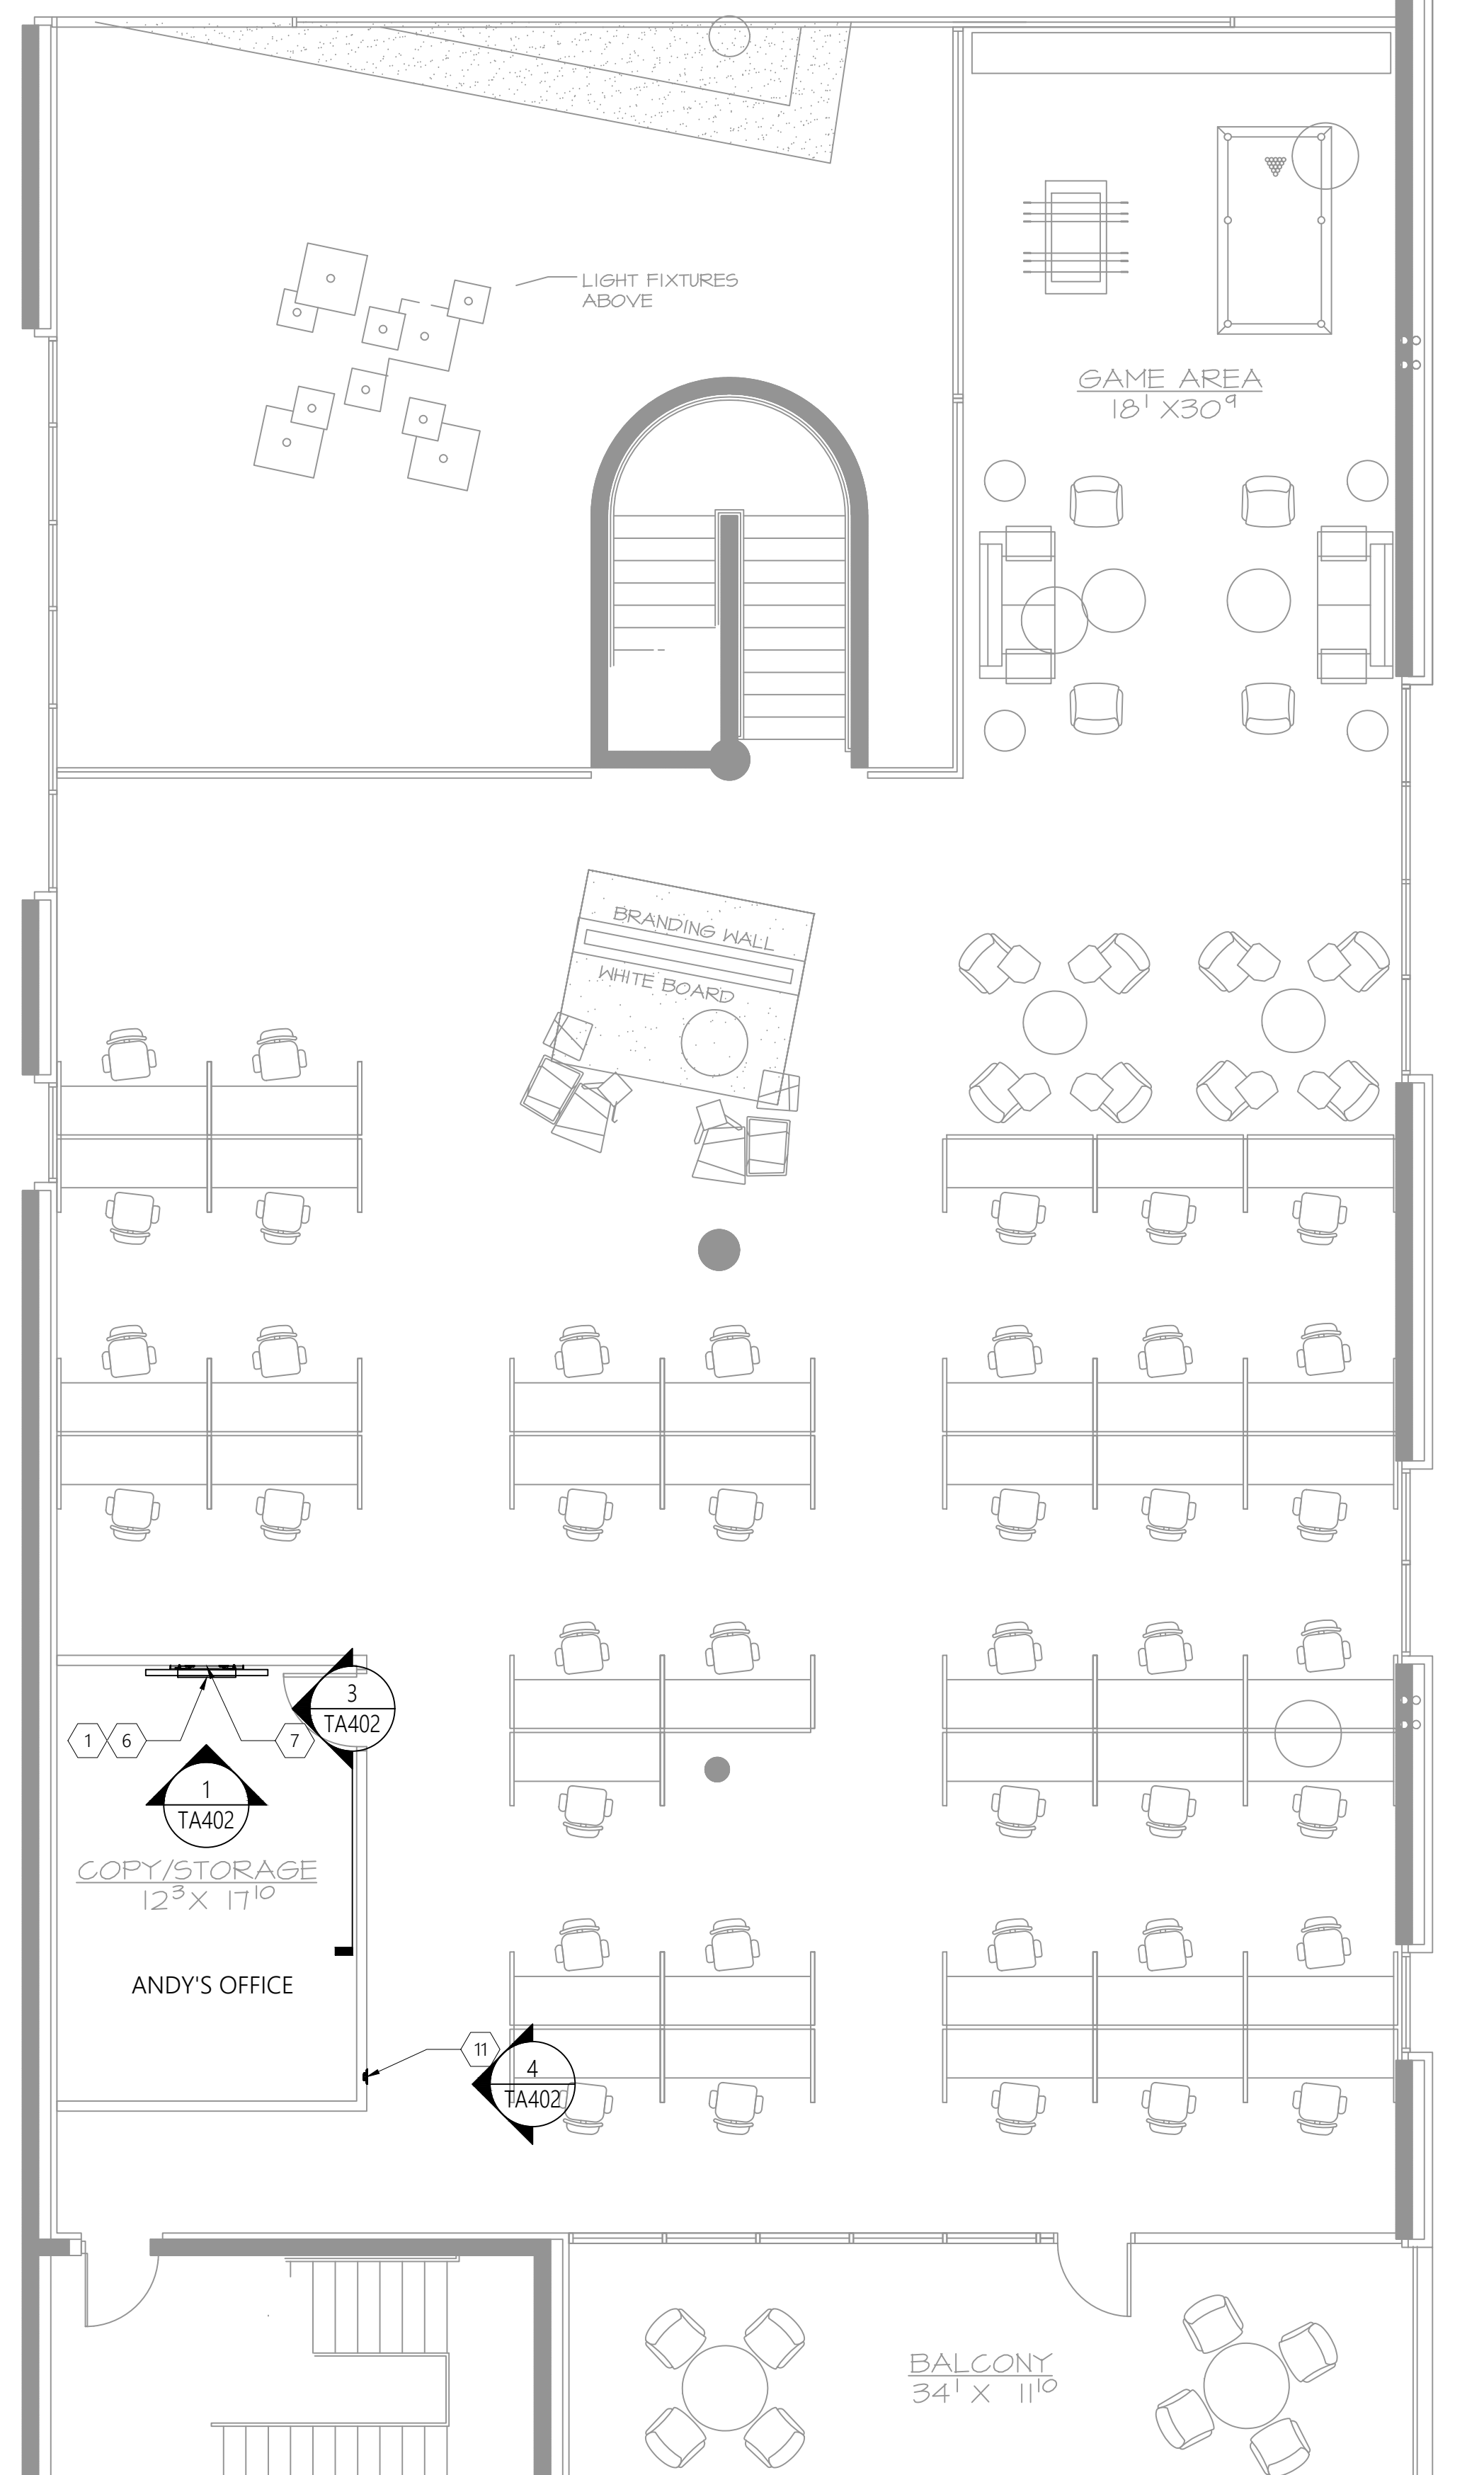 LIGHT FIXTURES
ABOVE
GAME AREA
18' X30⁹
BRANDING WALL
WHITE BOARD
3
TA402
1 6
7
1
TA402
COPY/STORAGE
12³X 17¹⁰
ANDY'S OFFICE
11
4
TA402
BALCONY
34' X 11¹⁰